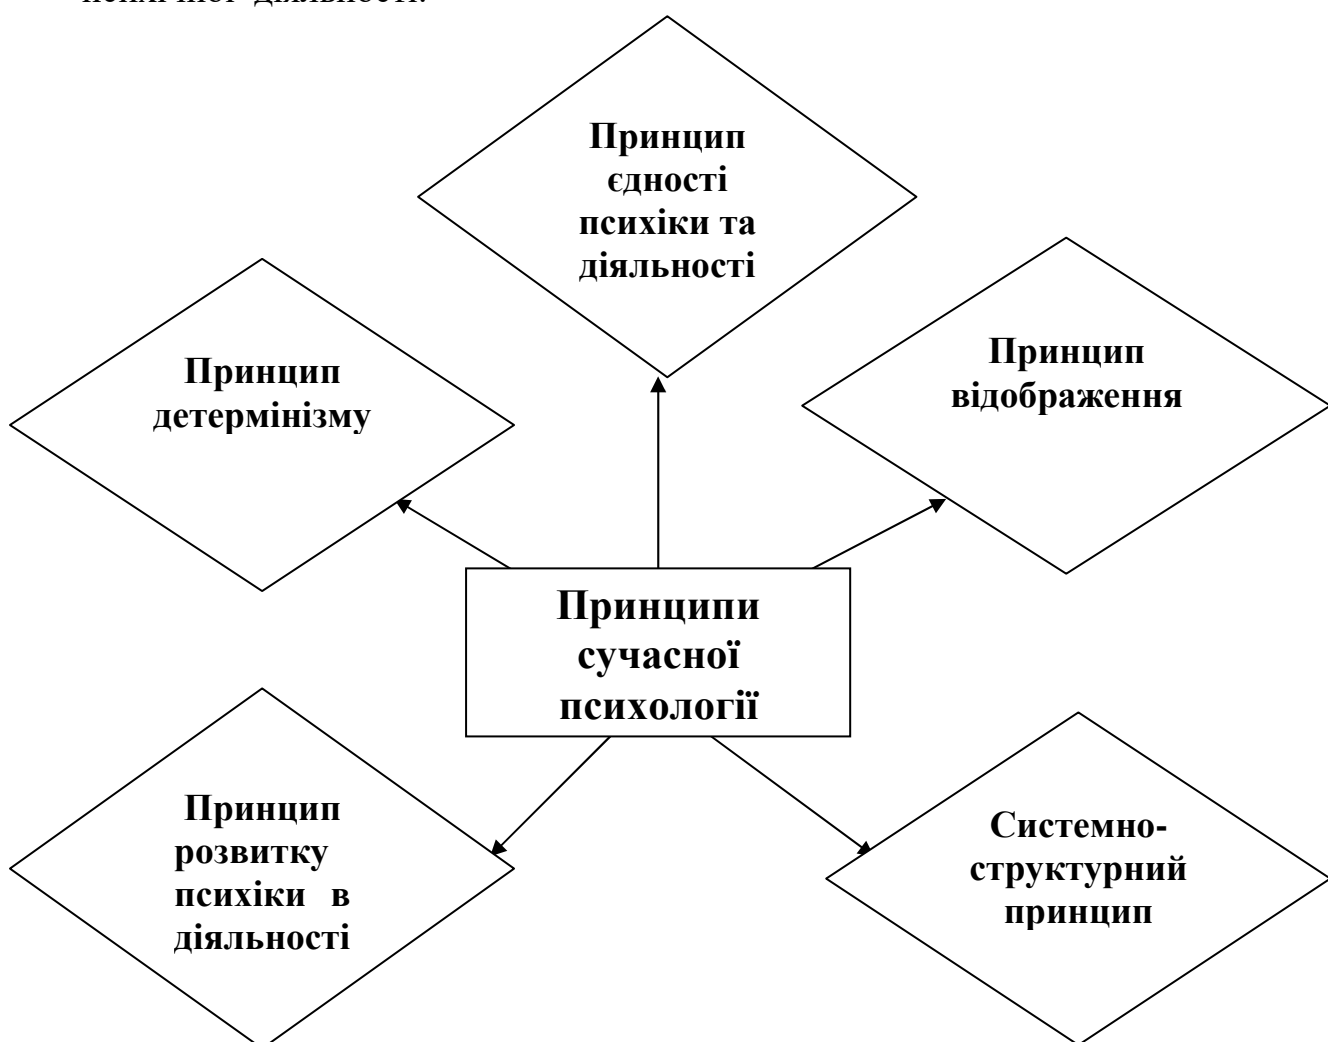 діяльності.
Принцип
єдності
психіки та
діяльності
Принцип
детермінізму
Принцип
відображення
Принципи
сучасної
психології
Принцип
розвитку
психіки в
діяльності
Системно-
структурний
принцип